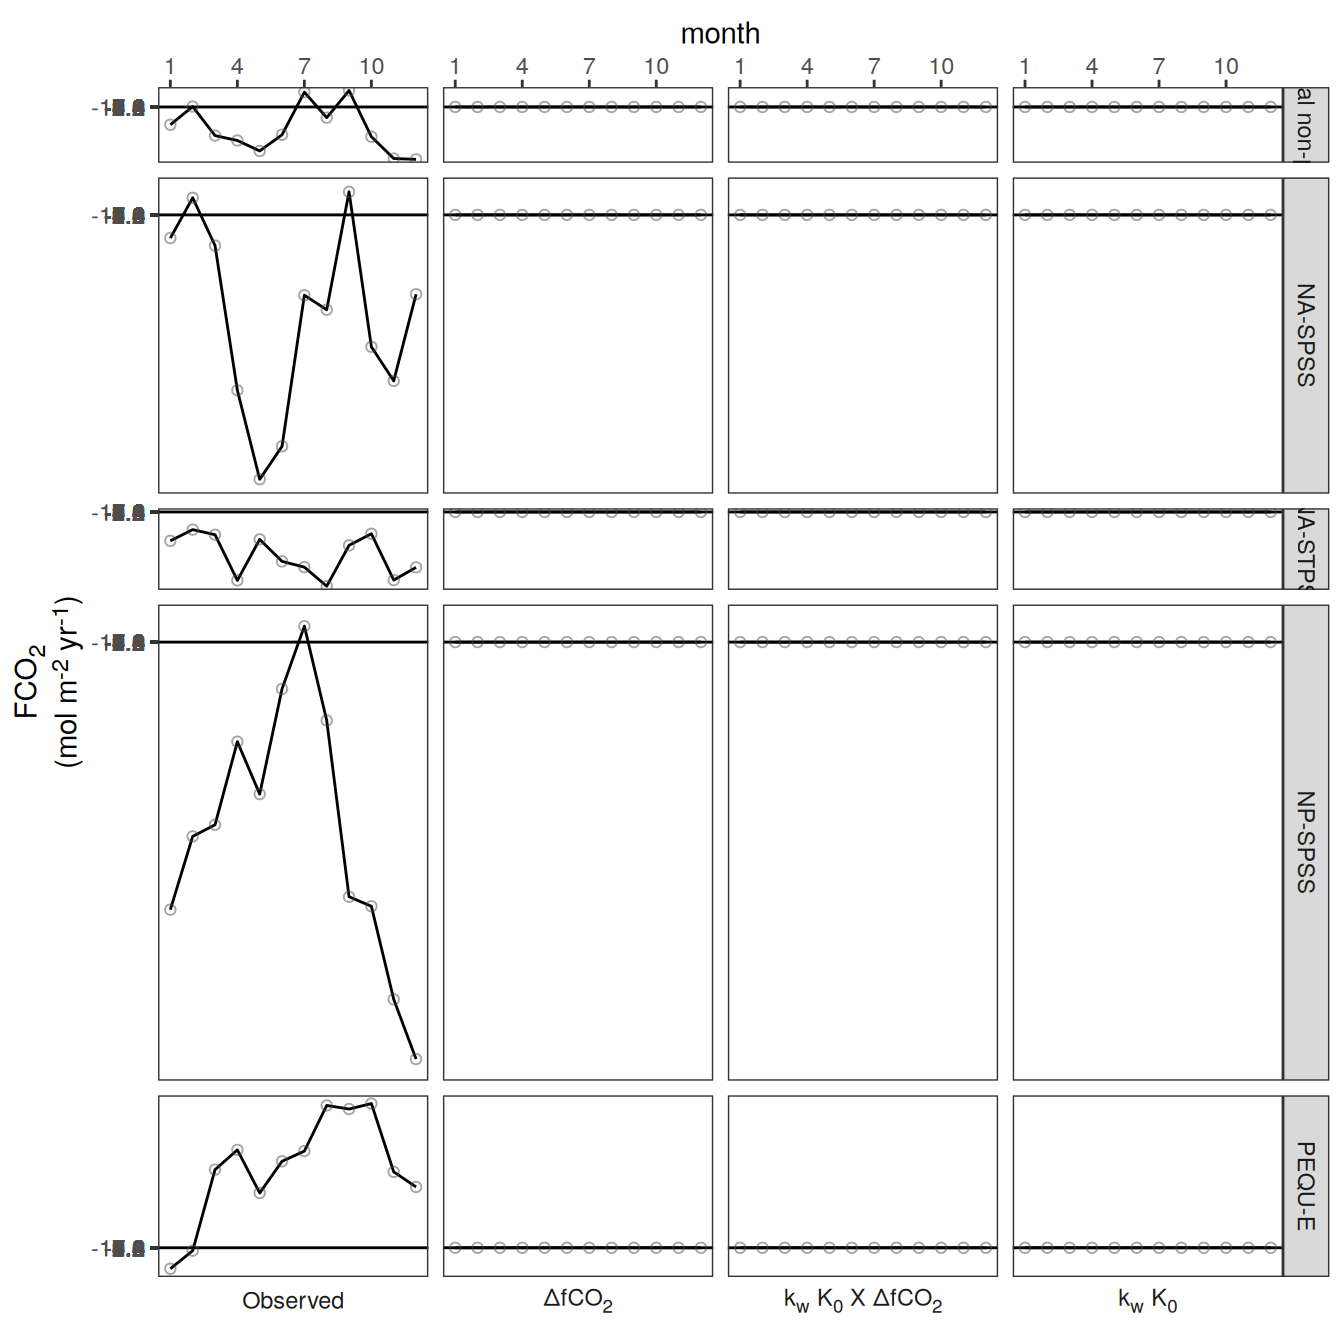 month
1 4 7 10 1 4 7 10 1 4 7 10 1 4 7 10
al non-
NA-SPSS
NA-STPS
NP-SPSS
PEQU-E
FCO2
(mol m-2 yr-1)
Observed ΔfCO2 kw K0 X ΔfCO2 kw K0